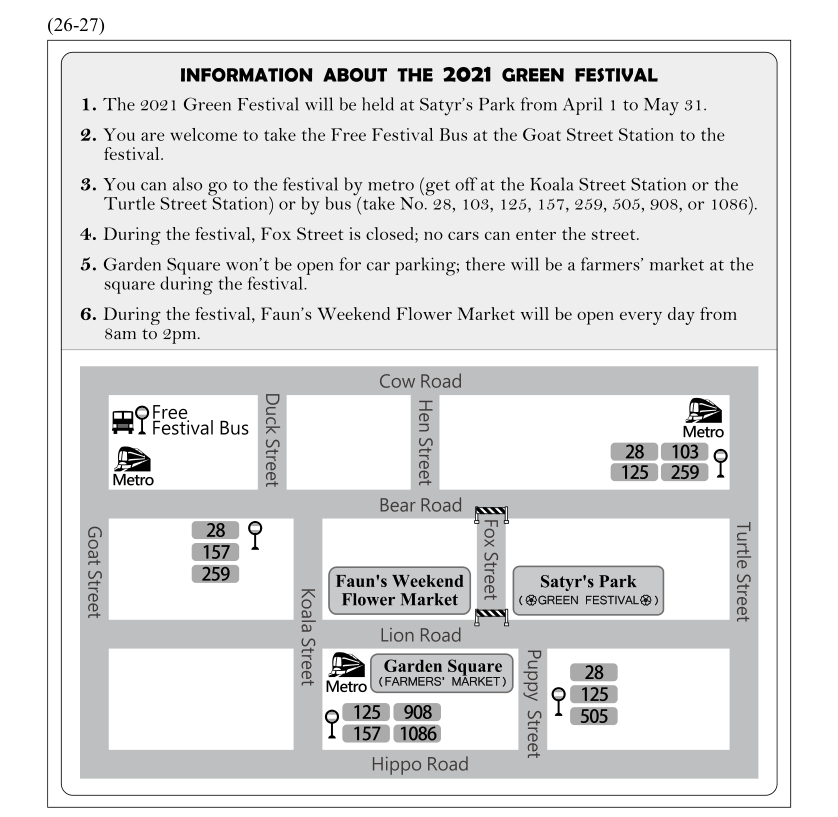 (26-27)
INFORMATION ABOUT THE 2021 GREEN FESTIVAL
1. The 2021 Green Festival will be held at Satyr's Park from April 1 to May 31.
2. You are welcome to take the Free Festival Bus at the Goat Street Station to the
festival.
3. You can also go to the festival by metro (get off at the Koala Street Station or the
Turtle Street Station) or by bus (take No. 28, 103, 125, 157, 259, 505, 908, or 1086).
4. During the festival, Fox Street is closed; no cars can enter the street.
5. Garden Square won't be open for car parking; there will be a farmers' market at the
square during the festival.
6. During the festival, Faun's Weekend Flower Market will be open every day from
8am to 2pm.
Cow Road
Free
Festival Bus
Metro
Duck Street
Hen Street
Metro
28 103
125 259
Bear Road
Goat Street
28
157
259
Koala Street
Faun's Weekend
Flower Market
Fox Street
Satyr's Park
(GREEN FESTIVAL)
Turtle Street
Lion Road
Metro
Garden Square
(FARMERS' MARKET)
125 908
157 1086
Puppy Street
28
125
505
Hippo Road